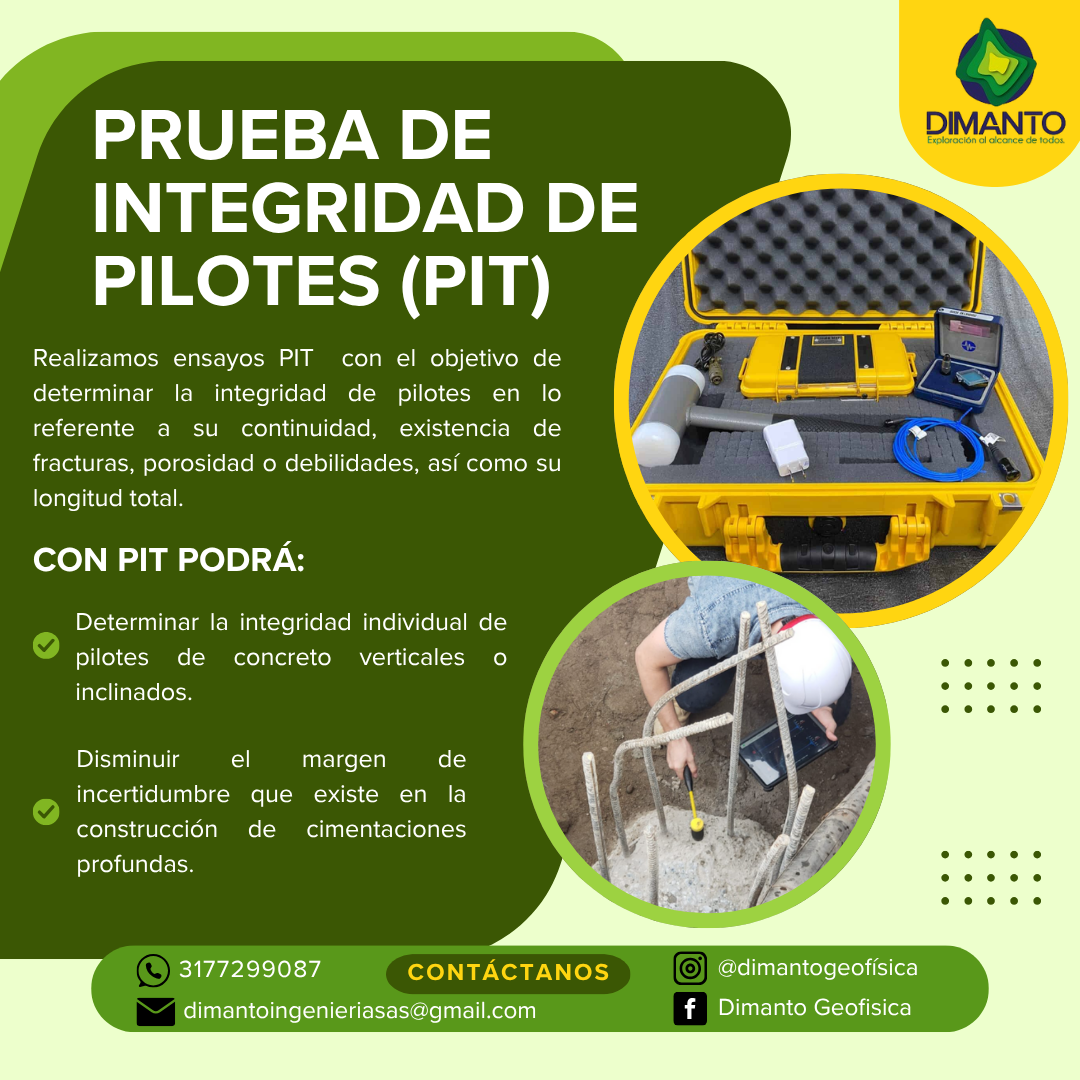 DIMANTO
Exploración al alcance de todos.
PRUEBA DE
INTEGRIDAD DE
PILOTES (PIT)
Realizamos ensayos PIT con el objetivo de
determinar la integridad de pilotes en lo
referente a su continuidad, existencia de
fracturas, porosidad o debilidades, así como su
longitud total.
CON PIT PODRÁ:
Determinar la integridad individual de
pilotes de concreto verticales o
inclinados.
Disminuir el margen de
incertidumbre que existe en la
construcción de cimentaciones
profundas.
3177299087
dimantoingenieriasas@gmail.com
CONTÁCTANOS
@dimantogeofísica
Dimanto Geofisica